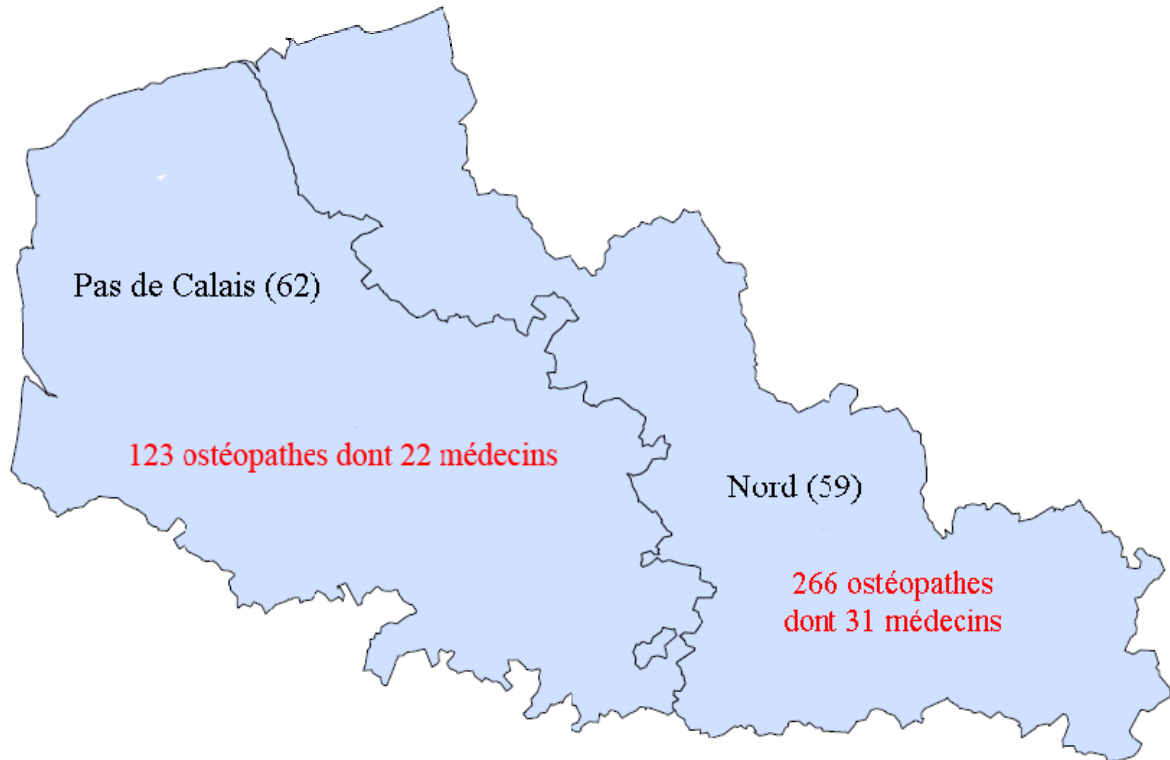 Pas de Calais (62)
123 ostéopathes dont 22 médecins
Nord (59)
266 ostéopathes
dont 31 médecins